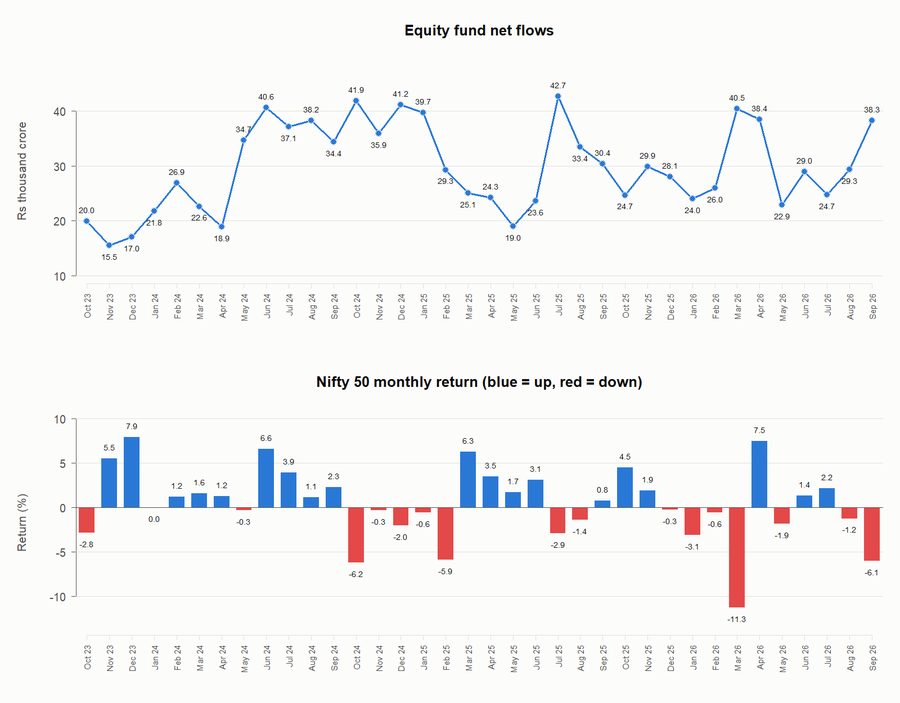 Equity fund net flows
Rs thousand crore
40
30
20
10
20.0 15.5 17.0 21.8 26.9 22.6 18.9 34.7 40.6 37.1 38.2 34.4 41.9 35.9 41.2 39.7 29.3 25.1 24.3 19.0 23.6 42.7 33.4 30.4 24.7 29.9 28.1 24.0 26.0 40.5 38.4 22.9 29.0 24.7 29.3 38.3
Oct 23 Nov 23 Dec 23 Jan 24 Feb 24 Mar 24 Apr 24 May 24 Jun 24 Jul 24 Aug 24 Sep 24 Oct 24 Nov 24 Dec 24 Jan 25 Feb 25 Mar 25 Apr 25 May 25 Jun 25 Jul 25 Aug 25 Sep 25 Oct 25 Nov 25 Dec 25 Jan 26 Feb 26 Mar 26 Apr 26 May 26 Jun 26 Jul 26 Aug 26 Sep 26
Nifty 50 monthly return (blue = up, red = down)
Return (%)
10
5
0
-5
-10
-2.8 5.5 7.9 0.0 1.2 1.6 1.2 -0.3 6.6 3.9 1.1 2.3 -6.2 -0.3 -2.0 -0.6 -5.9 6.3 3.5 1.7 3.1 -2.9 -1.4 0.8 4.5 1.9 -0.3 -3.1 -0.6 -11.3 7.5 -1.9 1.4 2.2 -1.2 -6.1
Oct 23 Nov 23 Dec 23 Jan 24 Feb 24 Mar 24 Apr 24 May 24 Jun 24 Jul 24 Aug 24 Sep 24 Oct 24 Nov 24 Dec 24 Jan 25 Feb 25 Mar 25 Apr 25 May 25 Jun 25 Jul 25 Aug 25 Sep 25 Oct 25 Nov 25 Dec 25 Jan 26 Feb 26 Mar 26 Apr 26 May 26 Jun 26 Jul 26 Aug 26 Sep 26